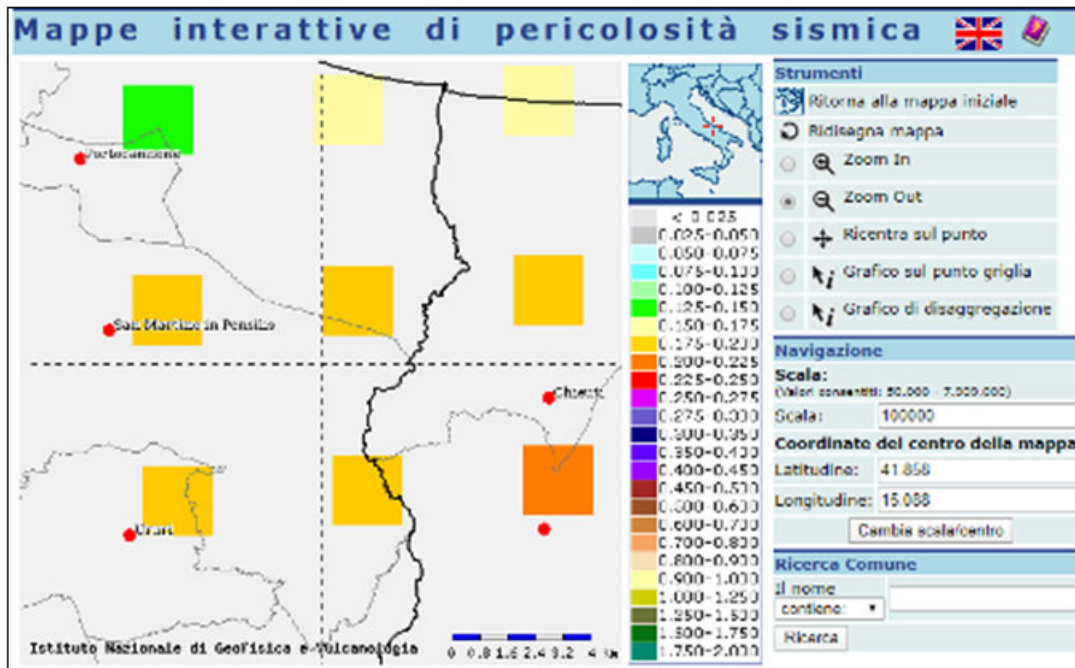 Mappe interattive di pericolosità sismica
Portocannone
San Martino in Pensilis
Chieuti
Ururi
Istituto Nazionale di Geofisica e Vulcanologia
0 0.8 1.6 2.4 3.2 4 Km
< 0.025
0.025-0.050
0.050-0.075
0.075-0.100
0.100-0.125
0.125-0.150
0.150-0.175
0.175-0.200
0.200-0.225
0.225-0.250
0.250-0.275
0.275-0.300
0.300-0.350
0.350-0.400
0.400-0.450
0.450-0.500
0.500-0.600
0.600-0.700
0.700-0.800
0.800-0.900
0.900-1.000
1.000-1.250
1.250-1.500
1.500-1.750
1.750-2.000
Strumenti
Ritorna alla mappa iniziale
Ridisegna mappa
Zoom In
Zoom Out
Ricentra sul punto
Grafico sul punto griglia
Grafico di disaggregazione
Navigazione
Scala:
(Valori consentiti: 50.000 - 7.000.000)
Scala: 100000
Coordinate del centro della mappa
Latitudine: 41.858
Longitudine: 15.088
Cambia scala/centro
Ricerca Comune
Il nome
contiene:
Ricerca